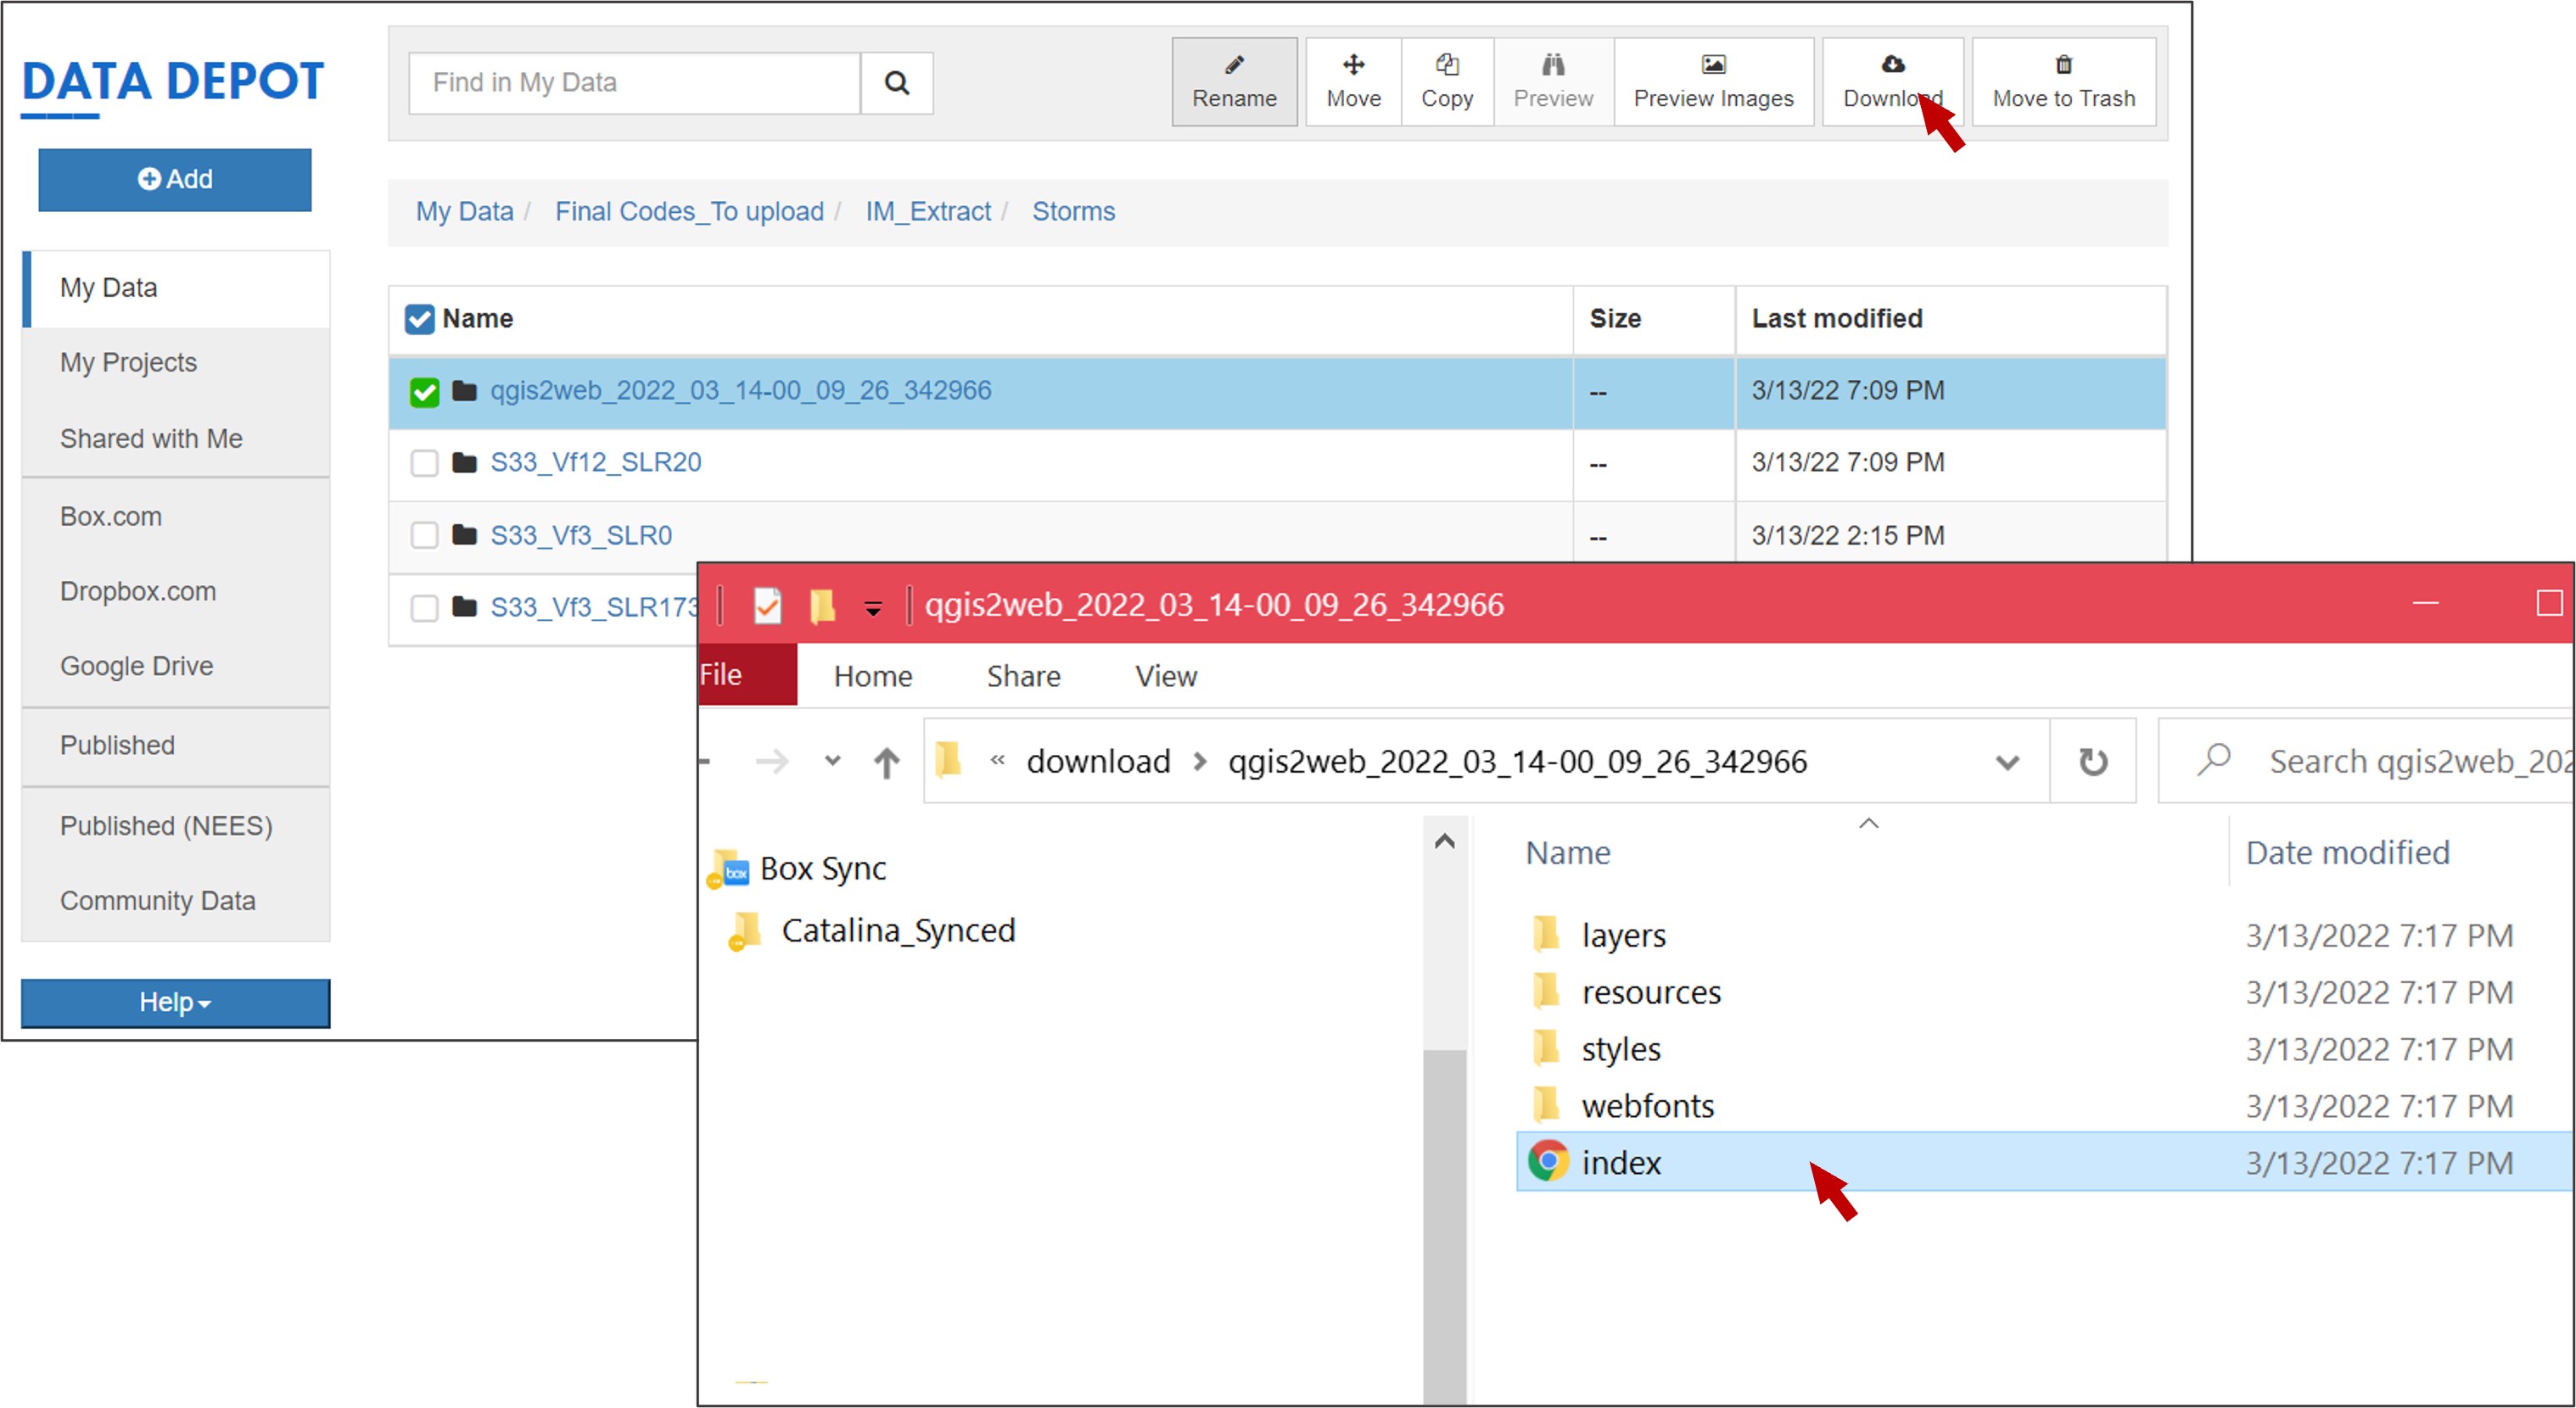 DATA DEPOT
Find in My Data
Rename
Move
Copy
Preview
Preview Images
Download
Move to Trash
Add
My Data / Final Codes_To upload / IM_Extract / Storms
My Data
My Projects
Shared with Me
Box.com
Dropbox.com
Google Drive
Published
Published (NEES)
Community Data
Help
Name Size Last modified
qgis2web_2022_03_14-00_09_26_342966 -- 3/13/22 7:09 PM
S33_Vf12_SLR20 -- 3/13/22 7:09 PM
S33_Vf3_SLR0 -- 3/13/22 2:15 PM
S33_Vf3_SLR173
qgis2web_2022_03_14-00_09_26_342966
File Home Share View
« download > qgis2web_2022_03_14-00_09_26_342966
Search qgis2web_202
box
Box Sync
Catalina_Synced
Name Date modified
layers 3/13/2022 7:17 PM
resources 3/13/2022 7:17 PM
styles 3/13/2022 7:17 PM
webfonts 3/13/2022 7:17 PM
index 3/13/2022 7:17 PM